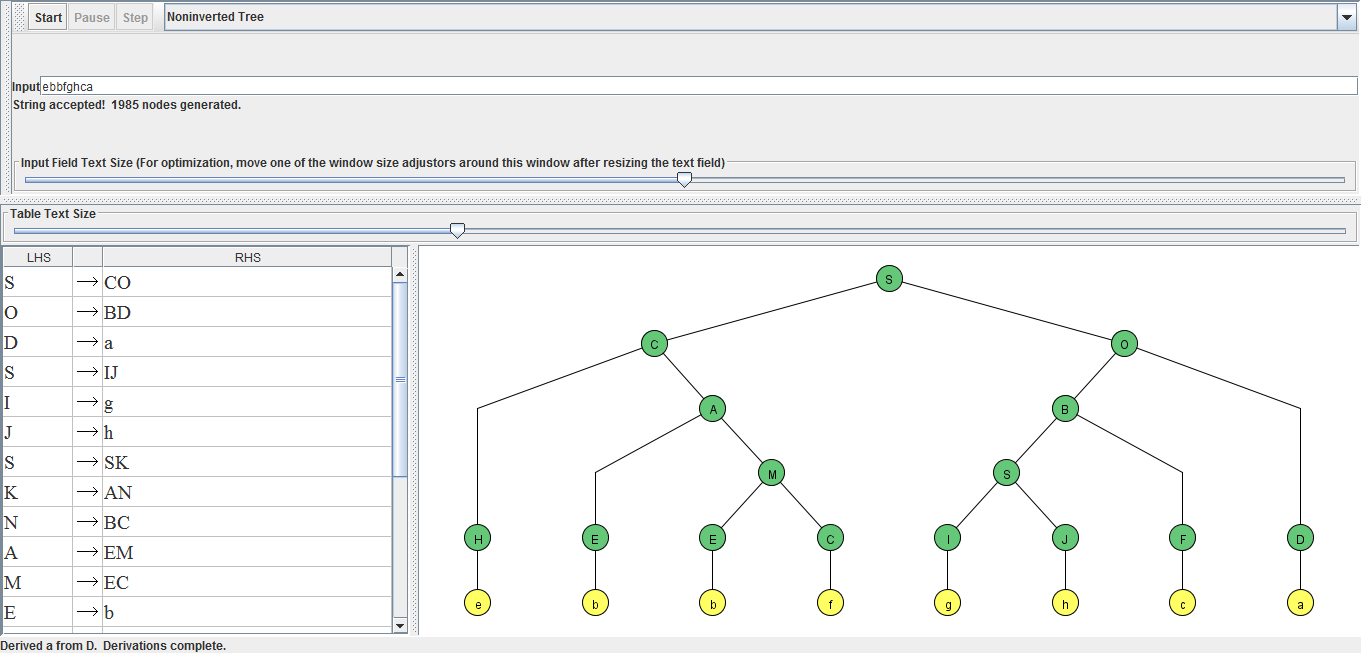 Start Pause Step Noninverted Tree
Input ebbfghca
String accepted! 1985 nodes generated.
Input Field Text Size (For optimization, move one of the window size adjustors around this window after resizing the text field)
Table Text Size
LHS RHS
S → CO
O → BD
D → a
S → IJ
I → g
J → h
S → SK
K → AN
N → BC
A → EM
M → EC
E → b
S
C O
A B
M S
H E E C I J F D
e b b f g h c a
Derived a from D. Derivations complete.